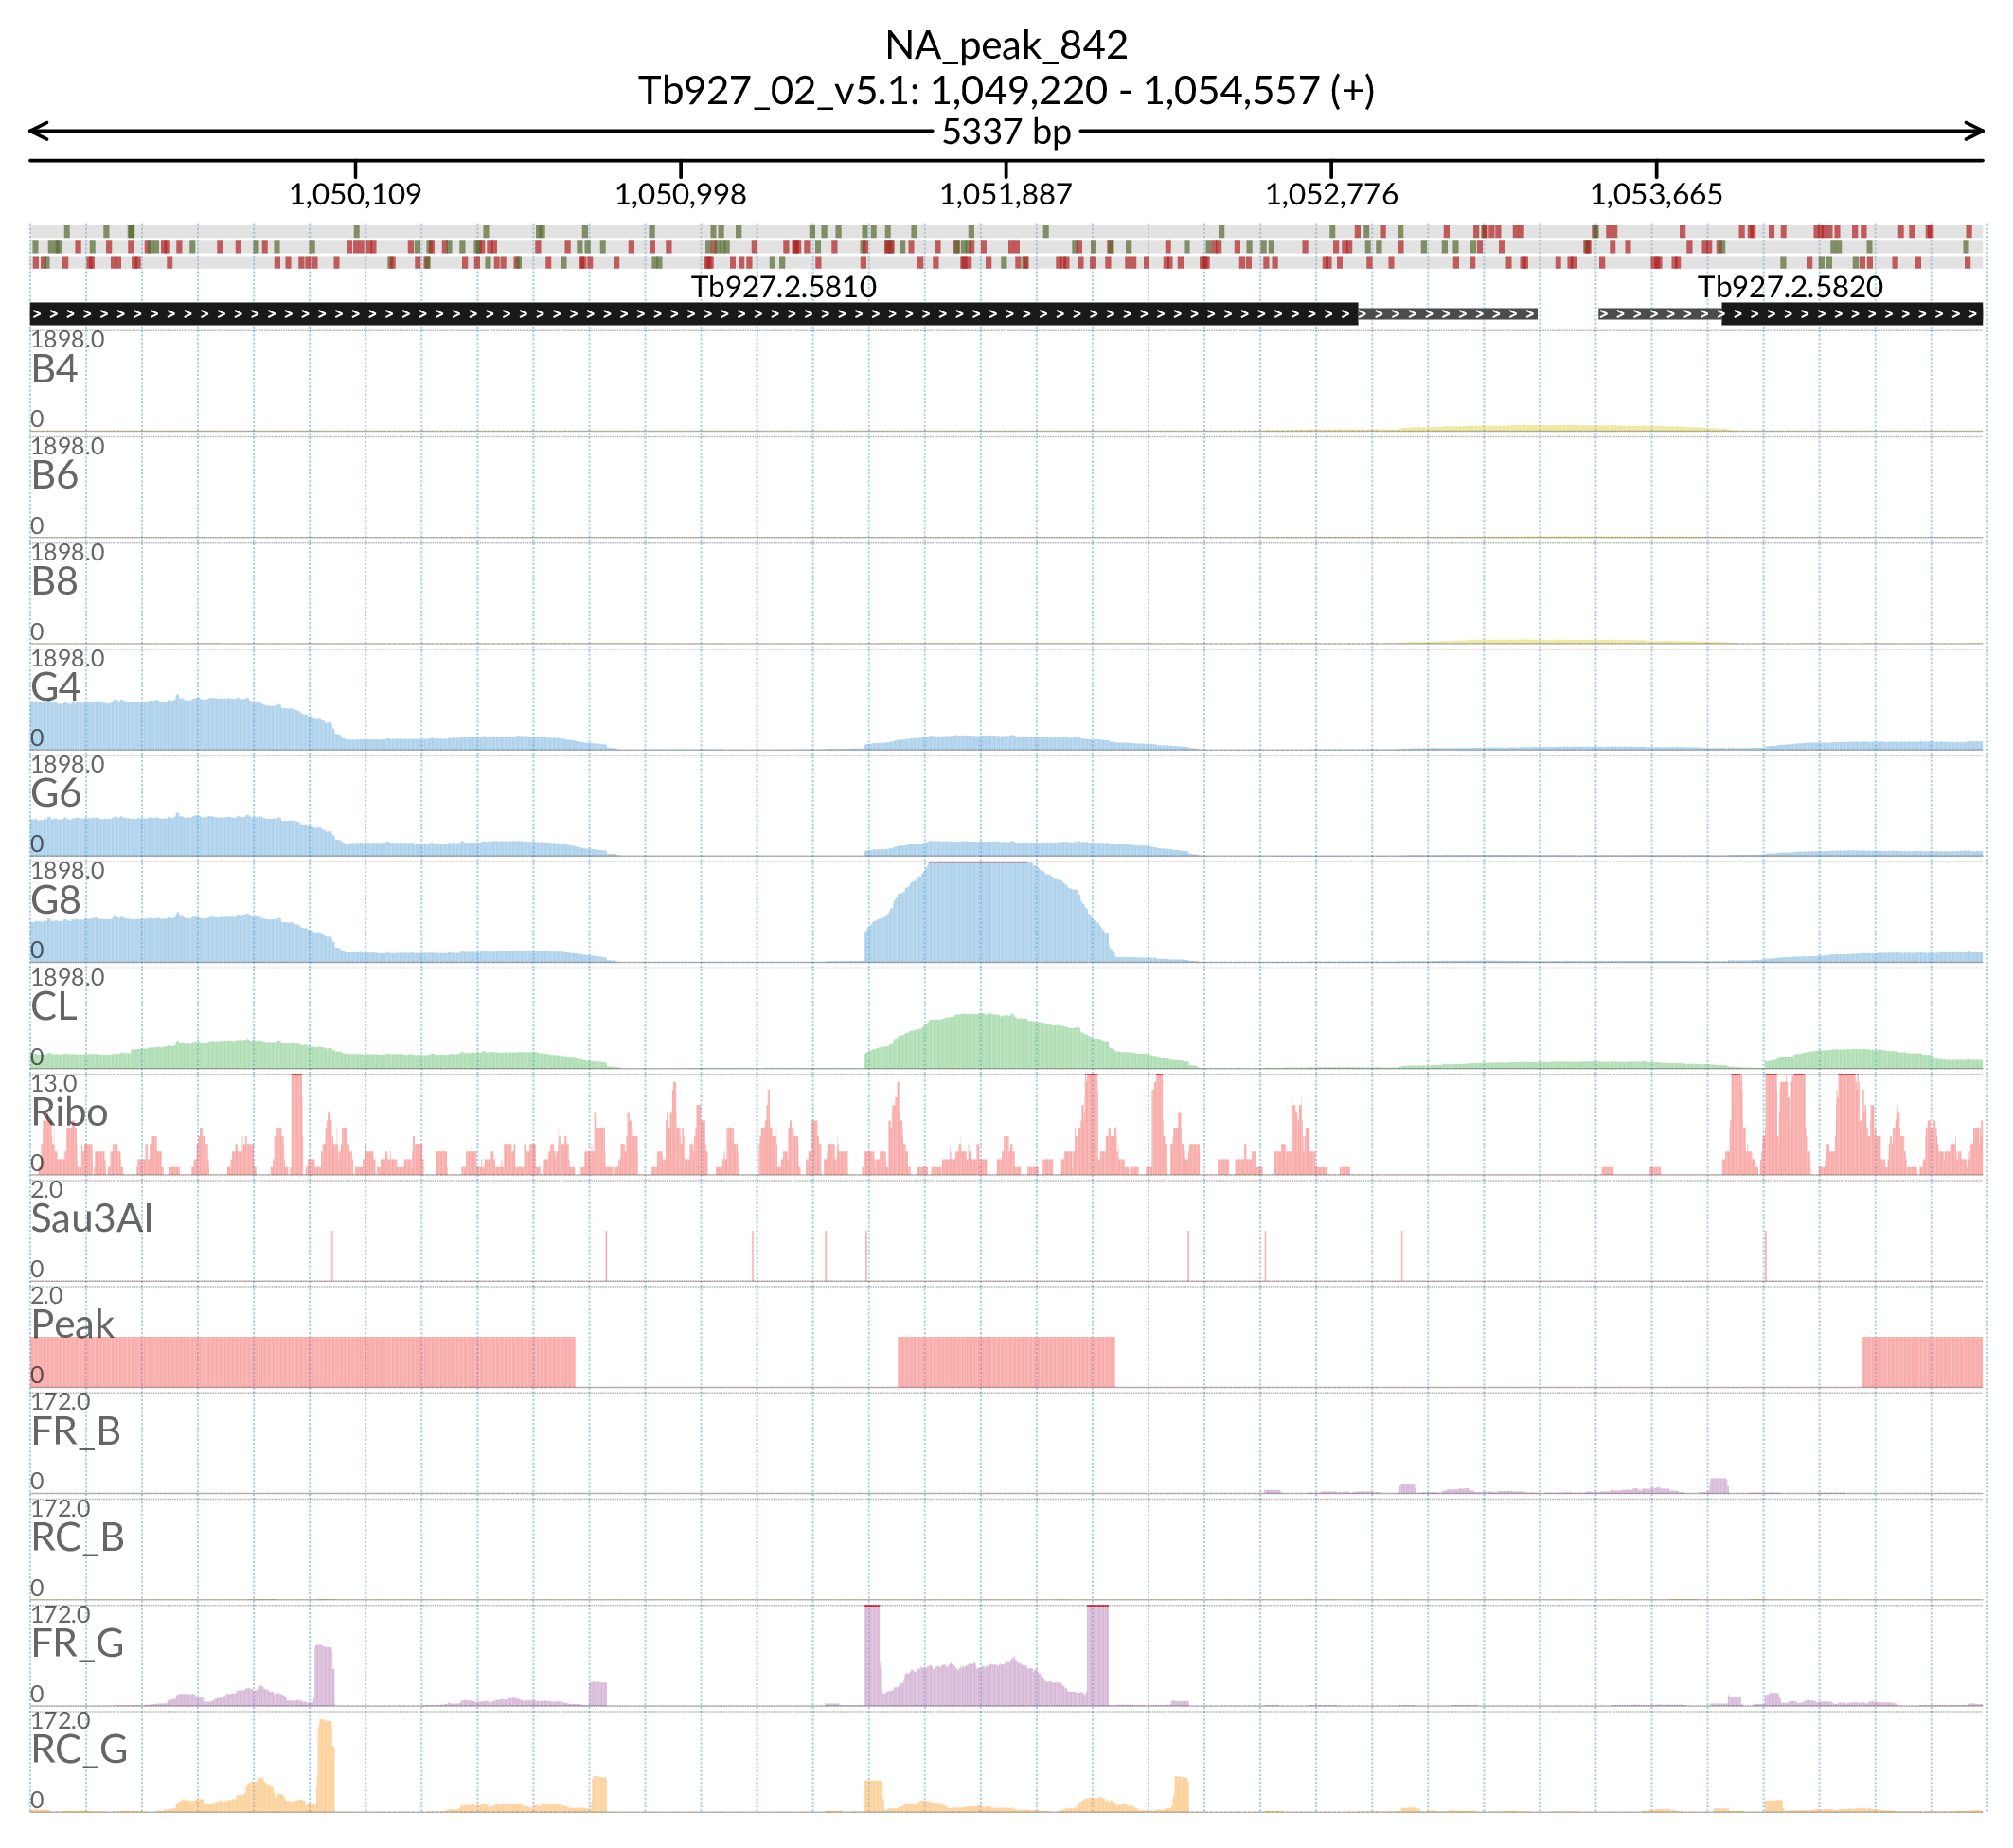 NA_peak_842
Tb927_02_v5.1: 1,049,220 - 1,054,557 (+)
5337 bp
1,050,109 1,050,998 1,051,887 1,052,776 1,053,665
Tb927.2.5810 Tb927.2.5820
1898.0
B4
0
1898.0
B6
0
1898.0
B8
0
1898.0
G4
0
1898.0
G6
0
1898.0
G8
0
1898.0
CL
0
13.0
Ribo
0
2.0
Sau3AI
0
2.0
Peak
0
172.0
FR_B
0
172.0
RC_B
0
172.0
FR_G
0
172.0
RC_G
0